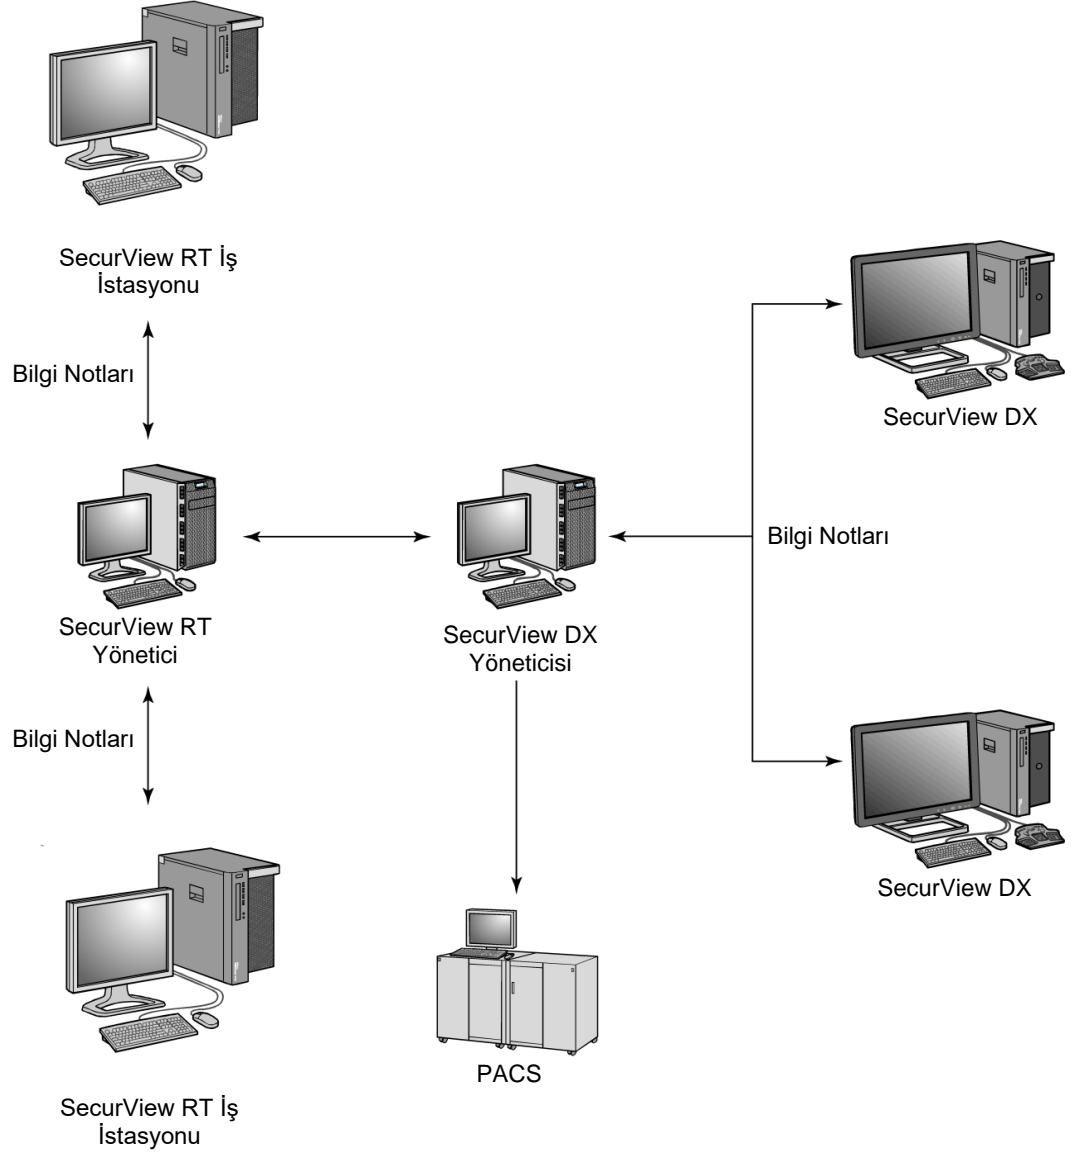 SecurView RT İş
İstasyonu
Bilgi Notları
SecurView DX
Bilgi Notları
SecurView RT
Yönetici
SecurView DX
Yöneticisi
Bilgi Notları
SecurView DX
PACS
SecurView RT İş
İstasyonu